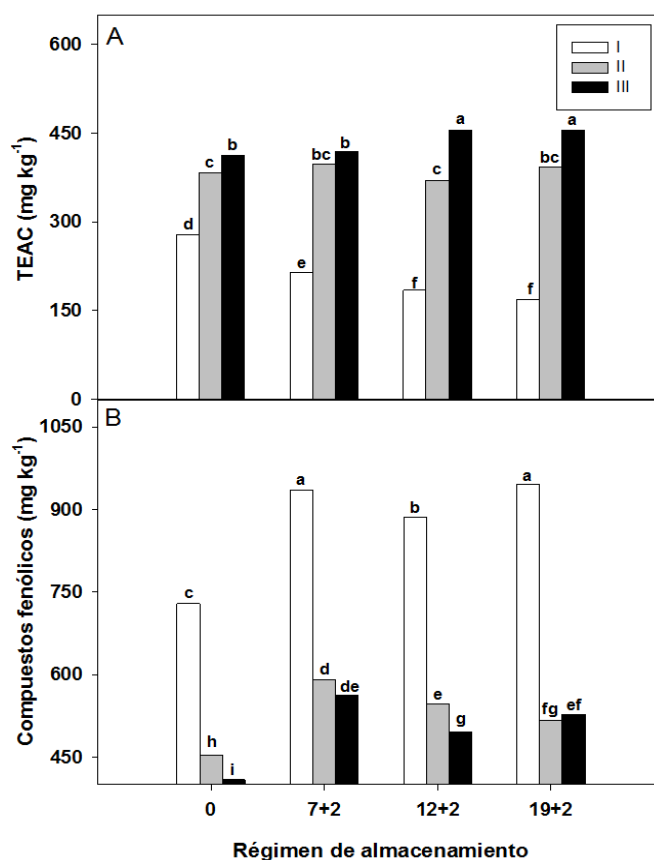 A
I
II
III
TEAC (mg kg-1)
600
450
300
150
0
d
c
b
e
bc
b
f
c
a
f
bc
a
B
Compuestos fenólicos (mg kg-1)
1050
900
750
600
450
c
h
i
a
d
de
b
e
g
a
fg
ef
0 7+2 12+2 19+2
Régimen de almacenamiento